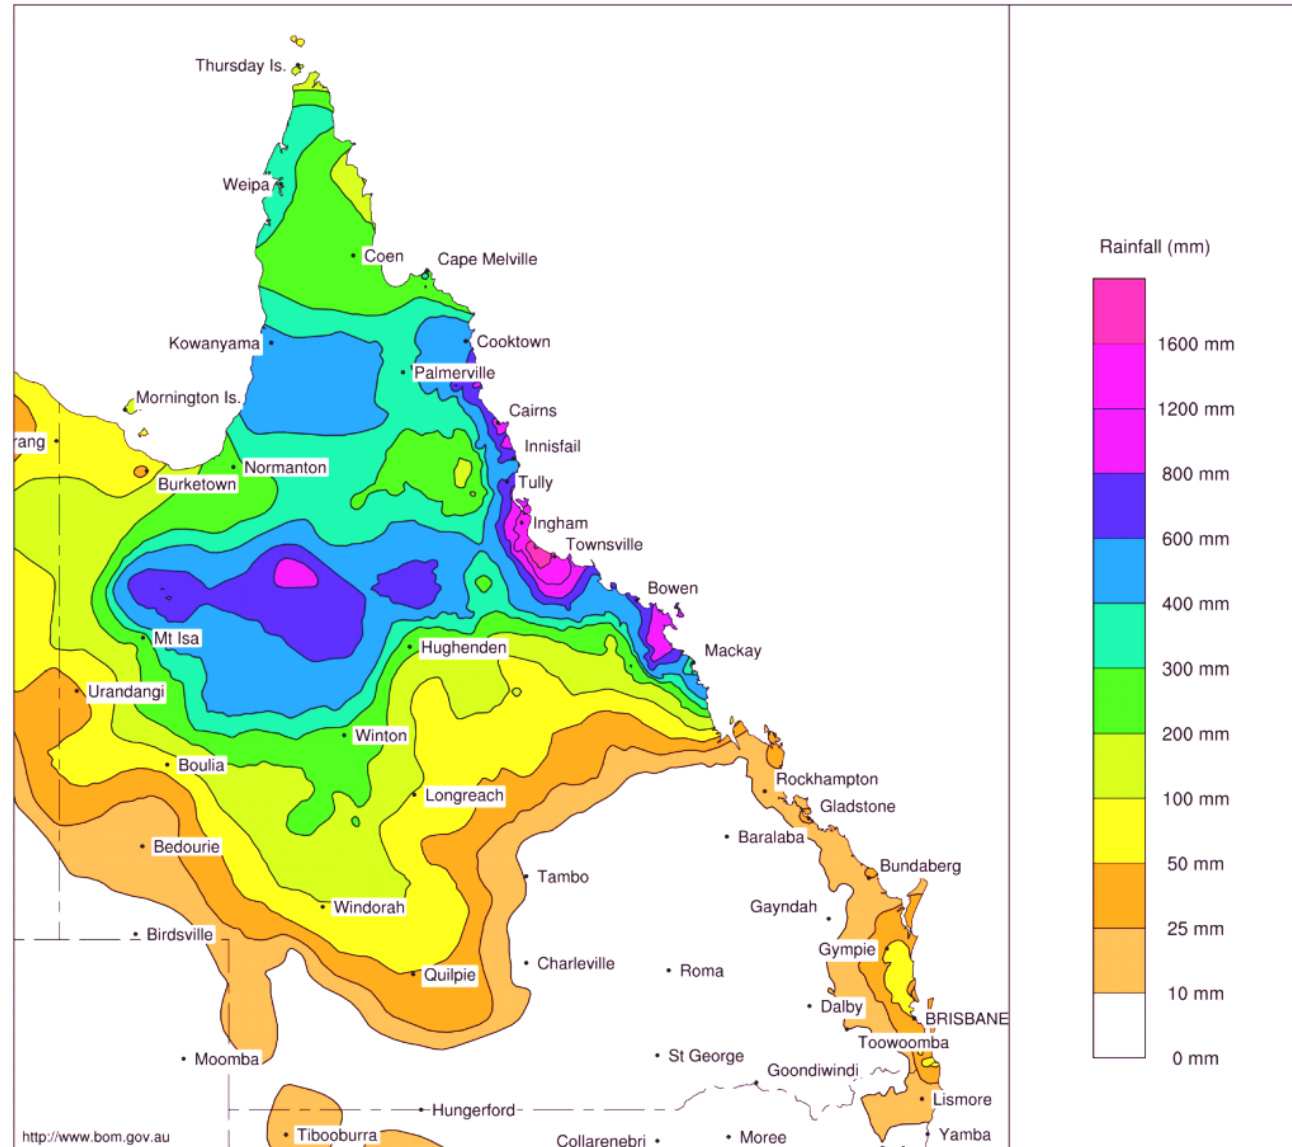 Thursday Is.
Weipa
Coen
Cape Melville
Rainfall (mm)
Kowanyama
Cooktown
1600 mm
Palmerville
Mornington Is.
Cairns
1200 mm
rang
Innisfail
Normanton
Burketown
Tully
800 mm
Ingham
Townsville
600 mm
Bowen
400 mm
Mt Isa
Hughenden
Mackay
300 mm
Urandangi
Winton
200 mm
Boulia
Rockhampton
Longreach
Gladstone
100 mm
Baralaba
Bedourie
Bundaberg
50 mm
Tambo
Windorah
Gayndah
25 mm
Birdsville
Gympie
Charleville
Roma
Quilpie
10 mm
Dalby
BRISBANE
Toowoomba
Moomba
St George
0 mm
Goondiwindi
Lismore
Hungerford
http://www.bom.gov.au
Tibooburra
Collarenebri
Moree
Yamba